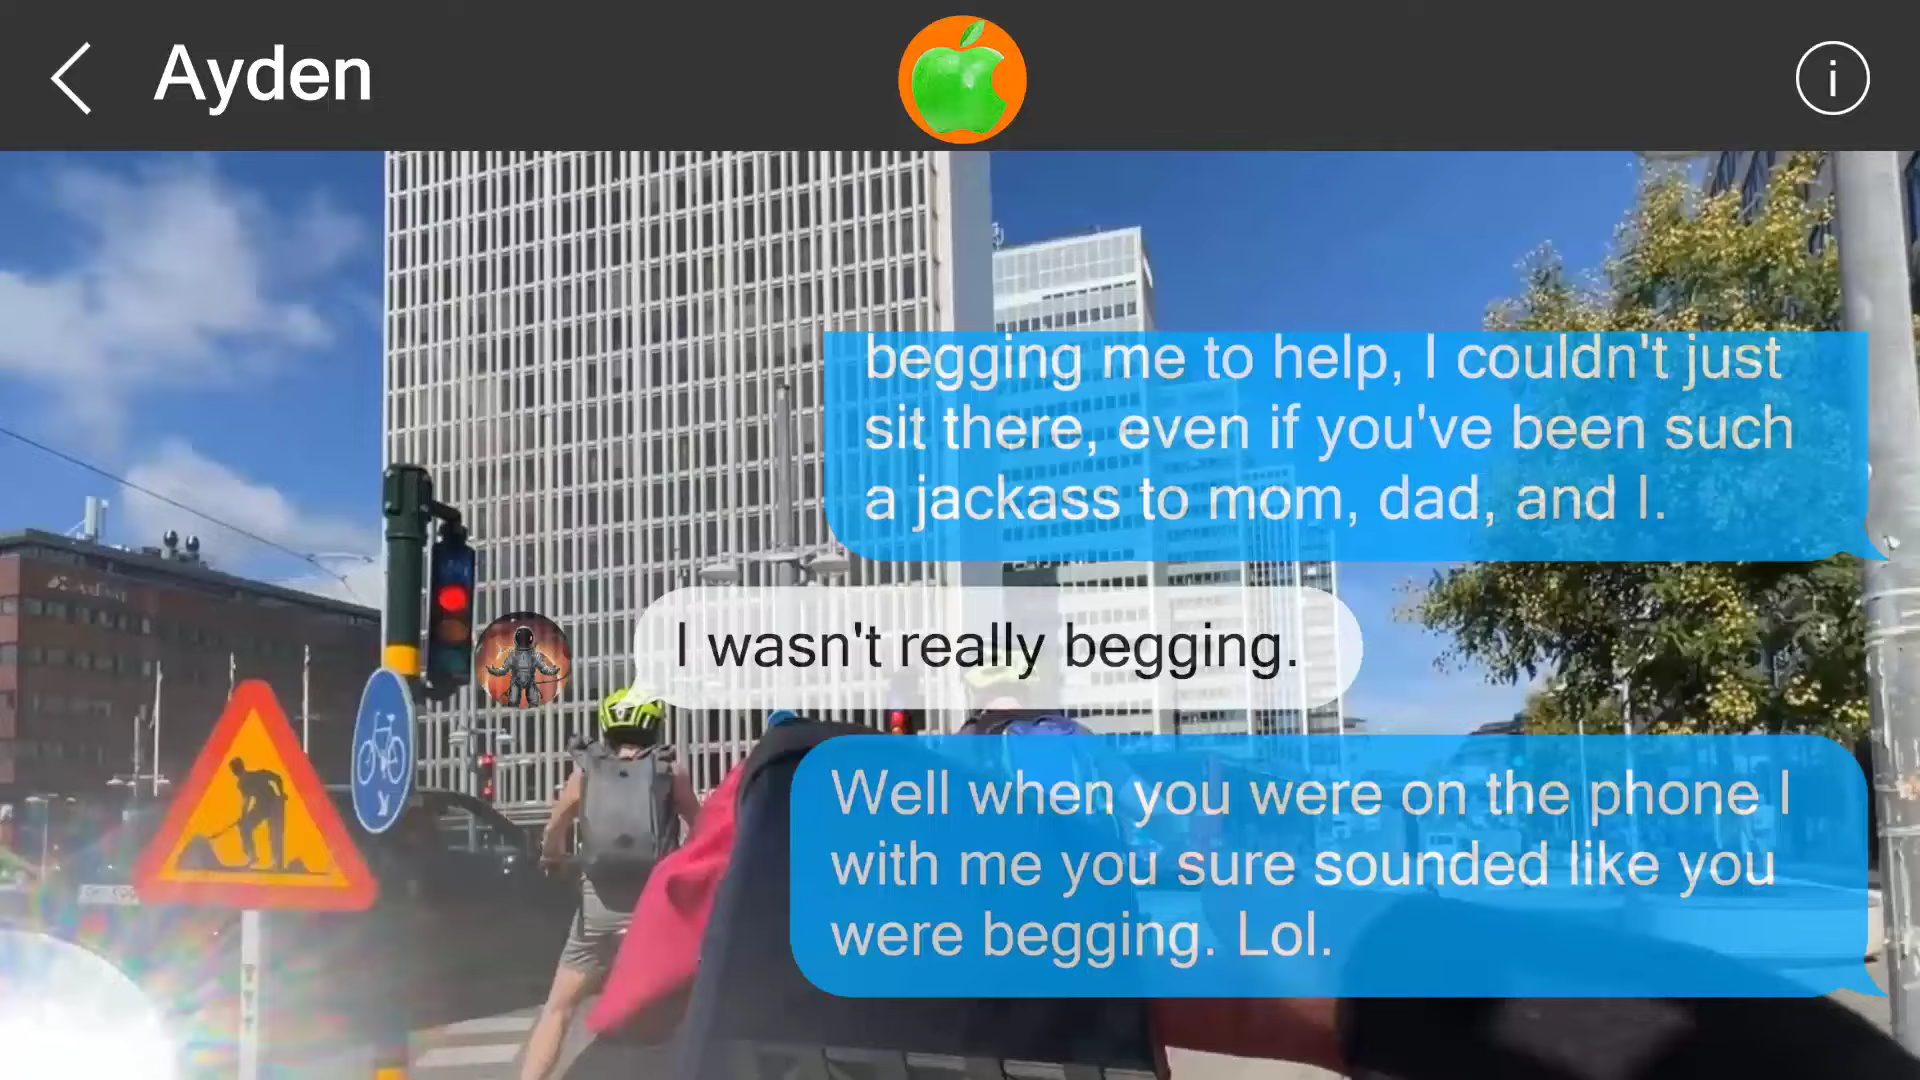 Ayden
begging me to help, I couldn't just
sit there, even if you've been such
a jackass to mom, dad, and I.
I wasn't really begging.
Well when you were on the phone I
with me you sure sounded like you
were begging. Lol.